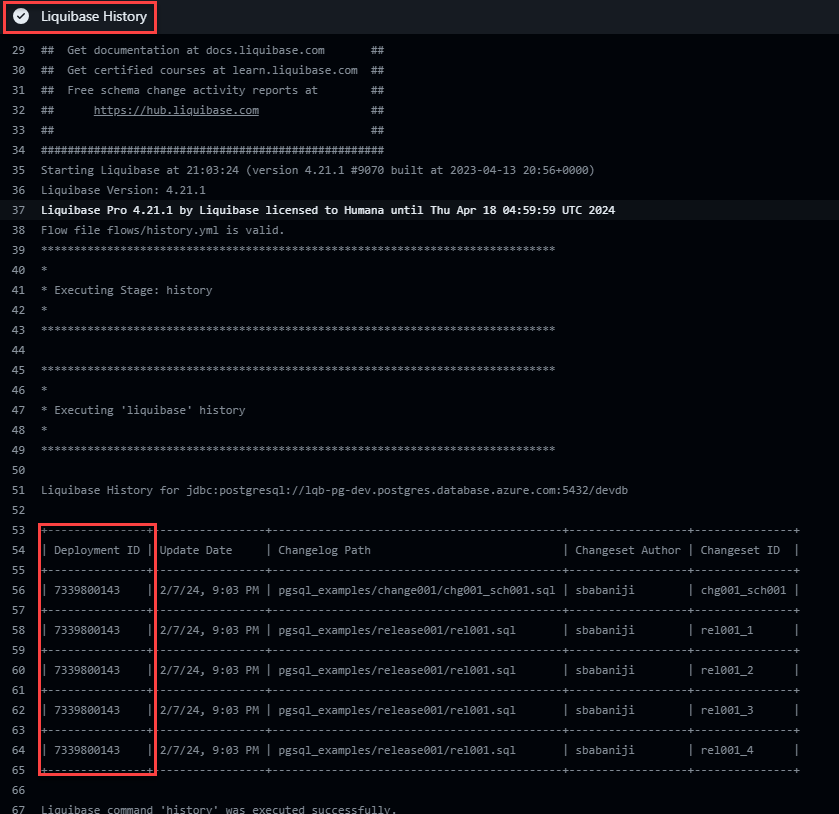 Liquibase History
29 ##  Get documentation at docs.liquibase.com       ##
30 ##  Get certified courses at learn.liquibase.com  ##
31 ##  Free schema change activity reports at        ##
32 ##      https://hub.liquibase.com                 ##
33 ##                                                ##
34 ####################################################
35 Starting Liquibase at 21:03:24 (version 4.21.1 #9070 built at 2023-04-13 20:56+0000)
36 Liquibase Version: 4.21.1
37 Liquibase Pro 4.21.1 by Liquibase licensed to Humana until Thu Apr 18 04:59:59 UTC 2024
38 Flow file flows/history.yml is valid.
39 ******************************************************************************
40 *
41 * Executing Stage: history
42 *
43 ******************************************************************************
44
45 ******************************************************************************
46 *
47 * Executing 'liquibase' history
48 *
49 ******************************************************************************
50
51 Liquibase History for jdbc:postgresql://lqb-pg-dev.postgres.database.azure.com:5432/devdb
52
53 +---------------+-----------------+--------------------------------------------+------------------+---------------+
54 | Deployment ID | Update Date     | Changelog Path                             | Changeset Author | Changeset ID  |
55 +---------------+-----------------+--------------------------------------------+------------------+---------------+
56 | 7339800143    | 2/7/24, 9:03 PM | pgsql_examples/change001/chg001_sch001.sql | sbabaniji        | chg001_sch001 |
57 +---------------+-----------------+--------------------------------------------+------------------+---------------+
58 | 7339800143    | 2/7/24, 9:03 PM | pgsql_examples/release001/rel001.sql       | sbabaniji        | rel001_1      |
59 +---------------+-----------------+--------------------------------------------+------------------+---------------+
60 | 7339800143    | 2/7/24, 9:03 PM | pgsql_examples/release001/rel001.sql       | sbabaniji        | rel001_2      |
61 +---------------+-----------------+--------------------------------------------+------------------+---------------+
62 | 7339800143    | 2/7/24, 9:03 PM | pgsql_examples/release001/rel001.sql       | sbabaniji        | rel001_3      |
63 +---------------+-----------------+--------------------------------------------+------------------+---------------+
64 | 7339800143    | 2/7/24, 9:03 PM | pgsql_examples/release001/rel001.sql       | sbabaniji        | rel001_4      |
65 +---------------+-----------------+--------------------------------------------+------------------+---------------+
66
67 Liquibase command 'history' was executed successfully.